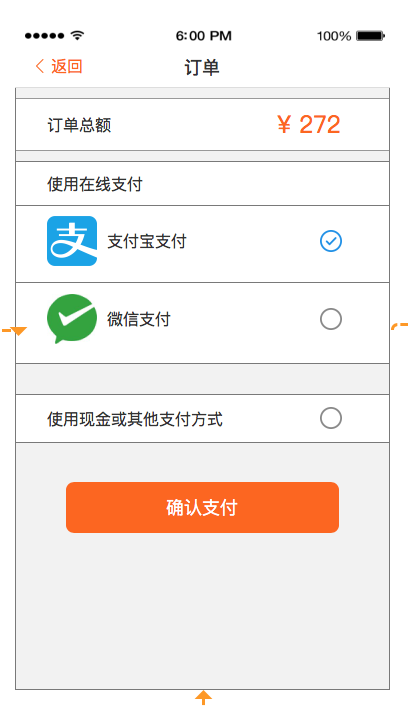 6:00 PM
100%
返回
订单
订单总额
¥ 272
使用在线支付
支
支付宝支付
微信支付
使用现金或其他支付方式
确认支付